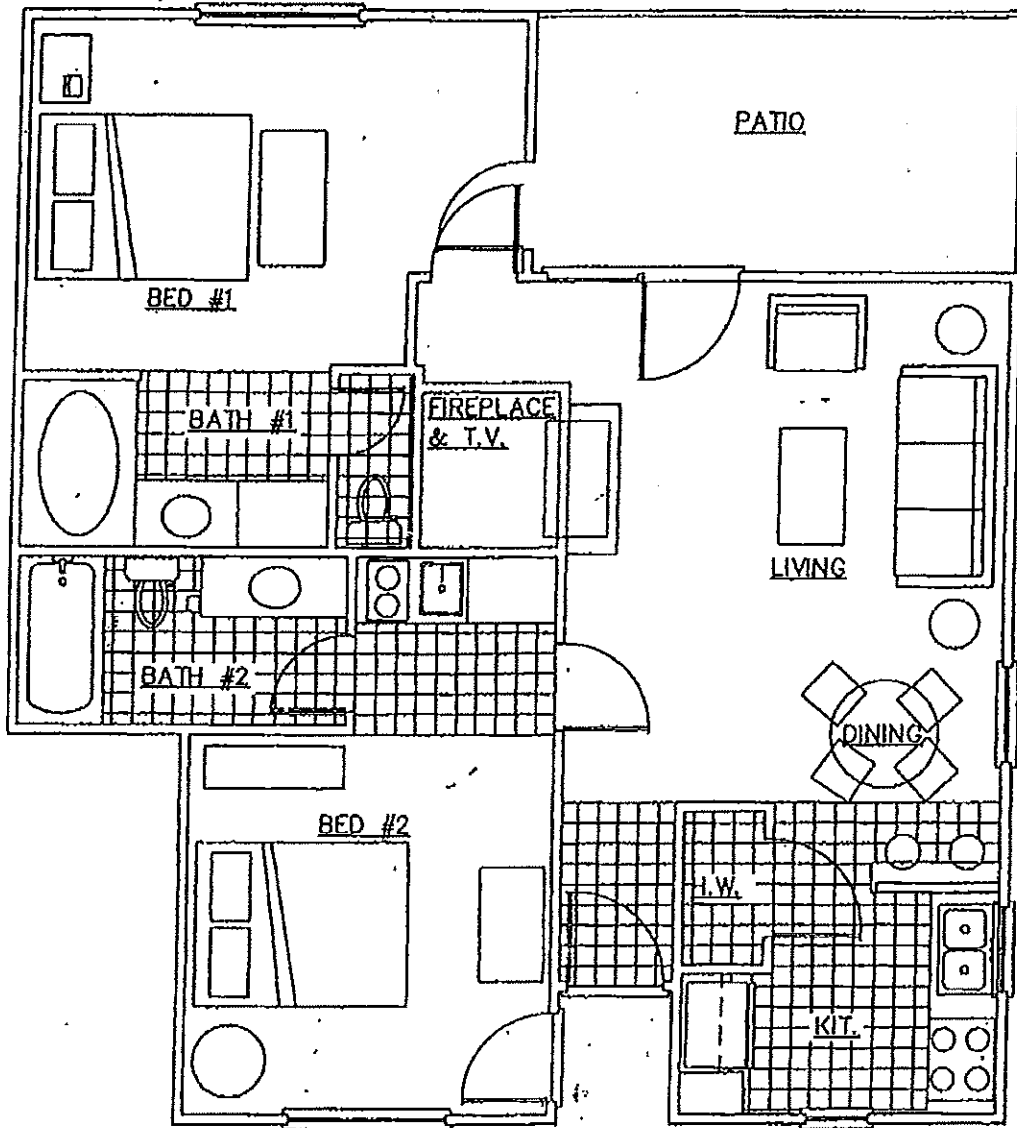 PATIO
BED #1
BATH #1
FIREPLACE
& T.V.
LIVING
BATH #2
DINING
BED #2
H.W.
KIT.